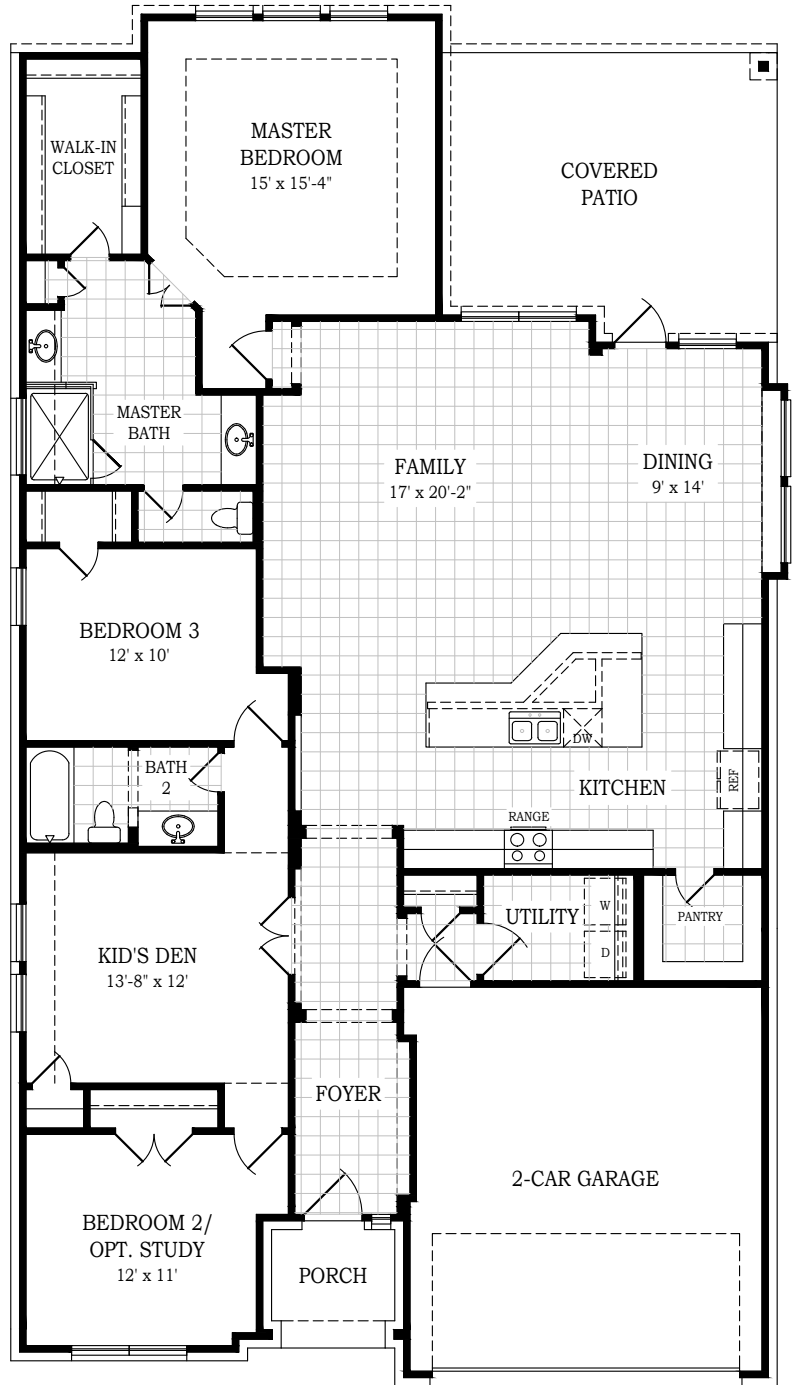 MASTER
BEDROOM
15' x 15'-4"
WALK-IN
CLOSET
COVERED
PATIO
MASTER
BATH
FAMILY
17' x 20'-2"
DINING
9' x 14'
BEDROOM 3
12' x 10'
DW
BATH
2
KITCHEN
REF
RANGE
UTILITY
W
D
PANTRY
KID'S DEN
13'-8" x 12'
FOYER
2-CAR GARAGE
BEDROOM 2/
OPT. STUDY
12' x 11'
PORCH